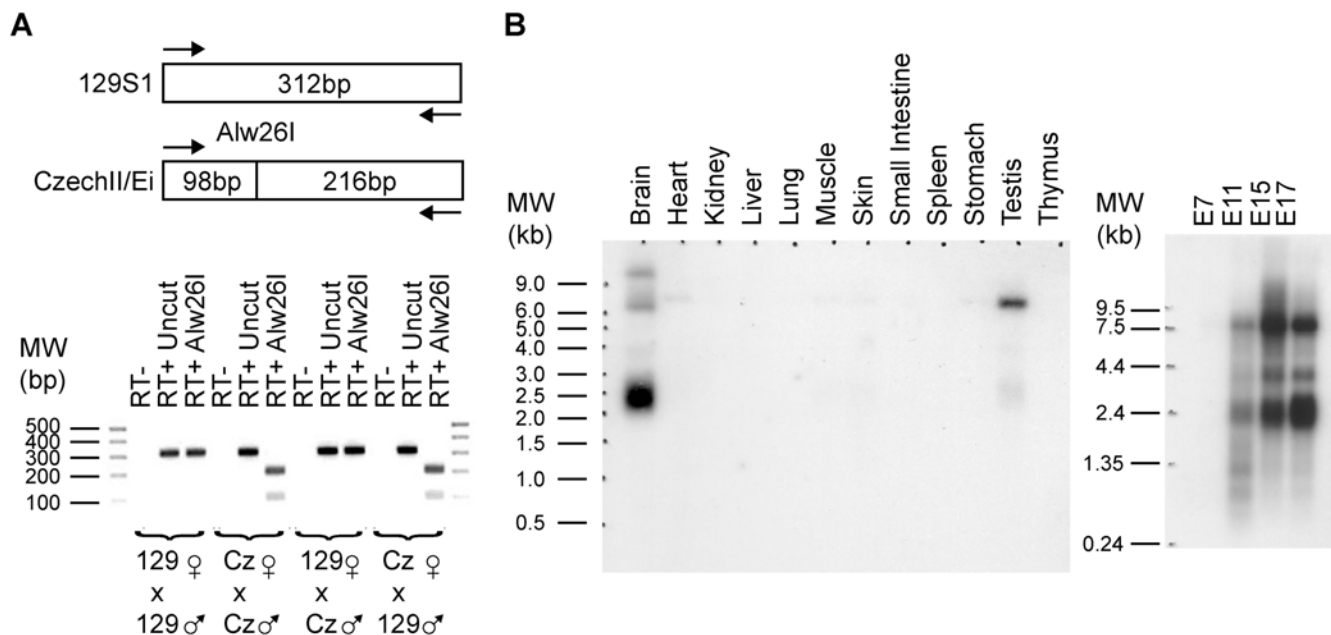 A
129S1
312bp
Alw26I
CzechII/Ei
98bp 216bp
MW
(bp)
RT-
RT+ Uncut
RT+ Alw26I
RT-
RT+ Uncut
RT+ Alw26I
RT-
RT+ Uncut
RT+ Alw26I
RT-
RT+ Uncut
RT+ Alw26I
500
400
300
200
100
129 ♀ Cz ♀ 129 ♀ Cz ♀
x x x x
129 ♂ Cz ♂ Cz ♂ 129 ♂
B
MW
(kb)
Brain
Heart
Kidney
Liver
Lung
Muscle
Skin
Small Intestine
Spleen
Stomach
Testis
Thymus
9.0
6.0
5.0
4.0
3.0
2.5
2.0
1.5
1.0
0.5
MW
(kb)
E7
E11
E15
E17
9.5
7.5
4.4
2.4
1.35
0.24